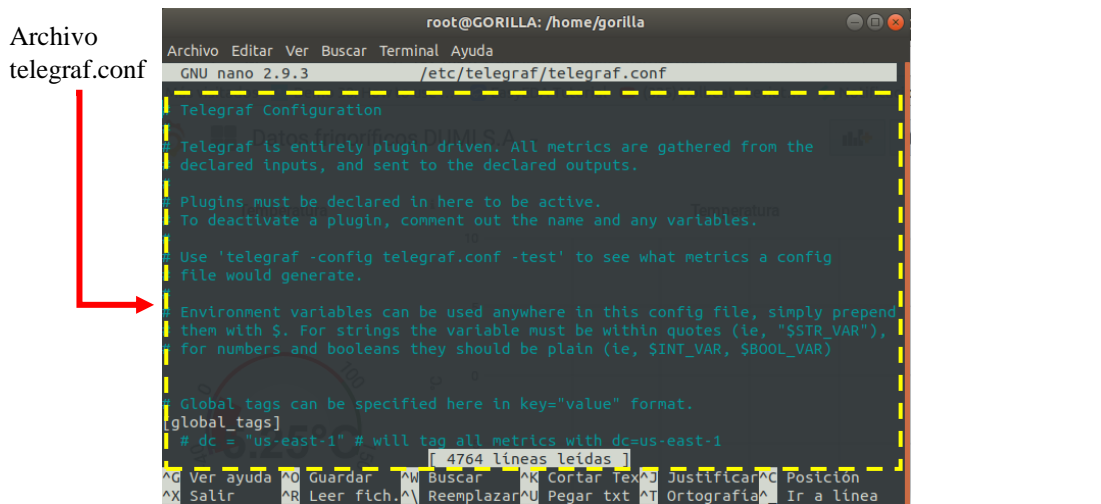 Archivo
telegraf.conf
root@GORILLA: /home/gorilla
Archivo Editar Ver Buscar Terminal Ayuda
GNU nano 2.9.3 /etc/telegraf/telegraf.conf
# Telegraf Configuration
#
# Telegraf is entirely plugin driven. All metrics are gathered from the
# declared inputs, and sent to the declared outputs.
#
# Plugins must be declared in here to be active.
# To deactivate a plugin, comment out the name and any variables.
#
# Use 'telegraf -config telegraf.conf -test' to see what metrics a config
# file would generate.
#
# Environment variables can be used anywhere in this config file, simply prepend
# them with $. For strings the variable must be within quotes (ie, "$STR_VAR"),
# for numbers and booleans they should be plain (ie, $INT_VAR, $BOOL_VAR)
# Global tags can be specified here in key="value" format.
[global_tags]
# dc = "us-east-1" # will tag all metrics with dc=us-east-1
[ 4764 líneas leídas ]
^G Ver ayuda ^O Guardar ^W Buscar ^K Cortar Tex ^J Justificar ^C Posición
^X Salir ^R Leer fich. ^\ Reemplazar ^U Pegar txt ^T Ortografía ^_ Ir a línea
Datos frigoríficos DUMI S.A.
Temperatura
100